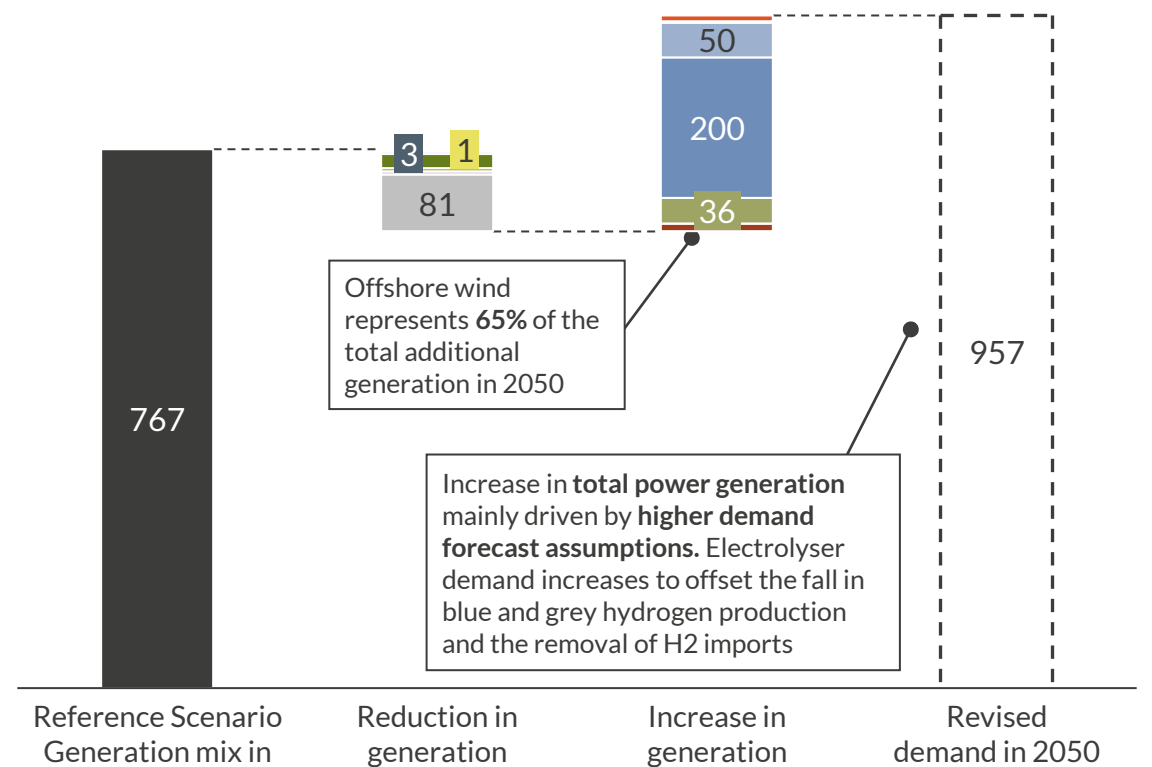 50
200
36
3
1
81
Offshore wind
represents 65% of the
total additional
generation in 2050
957
767
Increase in total power generation
mainly driven by higher demand
forecast assumptions. Electrolyser
demand increases to offset the fall in
blue and grey hydrogen production
and the removal of H2 imports
Reference Scenario
Generation mix in
Reduction in
generation
Increase in
generation
Revised
demand in 2050